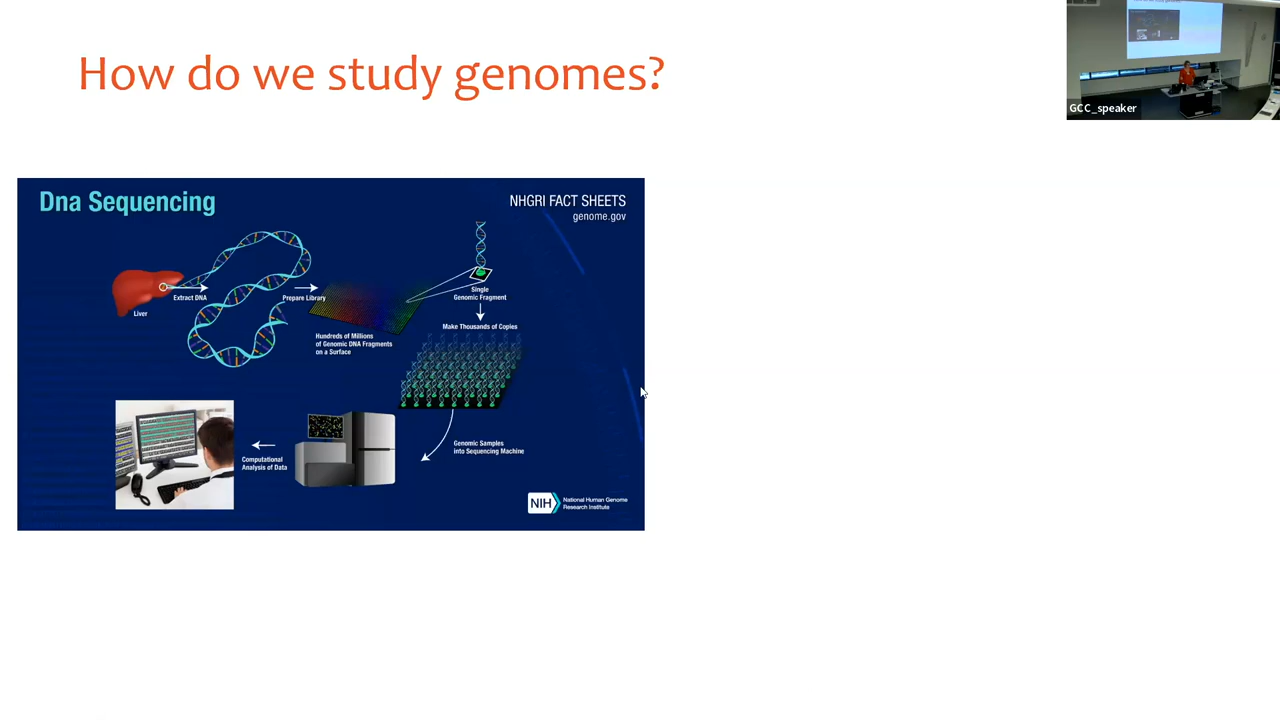 How do we study genomes?
GCC_speaker
Dna Sequencing
NHGRI FACT SHEETS
genome.gov
Extract DNA
Liver
Prepare Library
Hundreds of Millions
of Genomic DNA Fragments
on a Surface
Single
Genomic Fragment
Make Thousands of Copies
Genomic Samples
into Sequencing Machine
Computational
Analysis of Data
NIH
National Human Genome
Research Institute